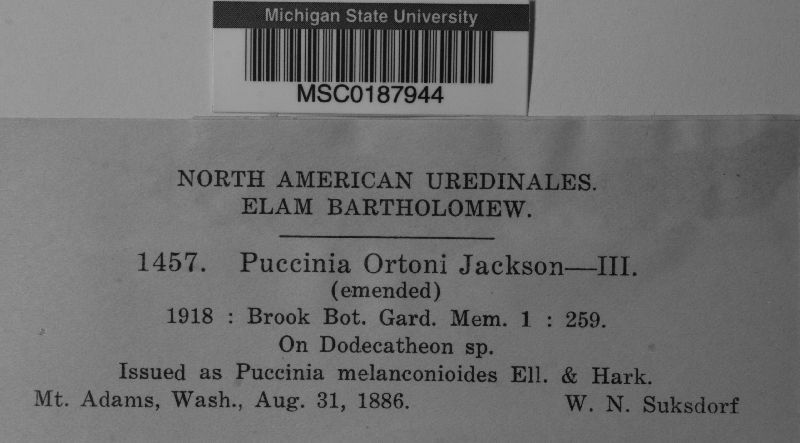 Michigan State University
MSC0187944
NORTH AMERICAN UREDINALES.
ELAM BARTHOLOMEW.
1457. Puccinia Ortoni Jackson—III.
(emended)
1918 : Brook Bot. Gard. Mem. 1 : 259.
On Dodecatheon sp.
Issued as Puccinia melanconioides Ell. & Hark.
Mt. Adams, Wash., Aug. 31, 1886. W. N. Suksdorf